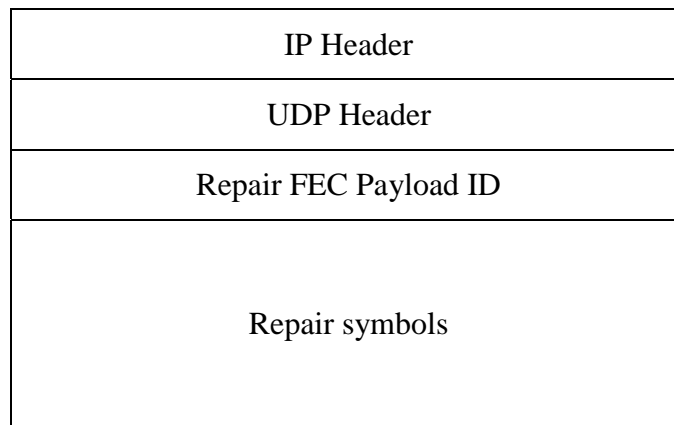 IP Header
UDP Header
Repair FEC Payload ID
Repair symbols